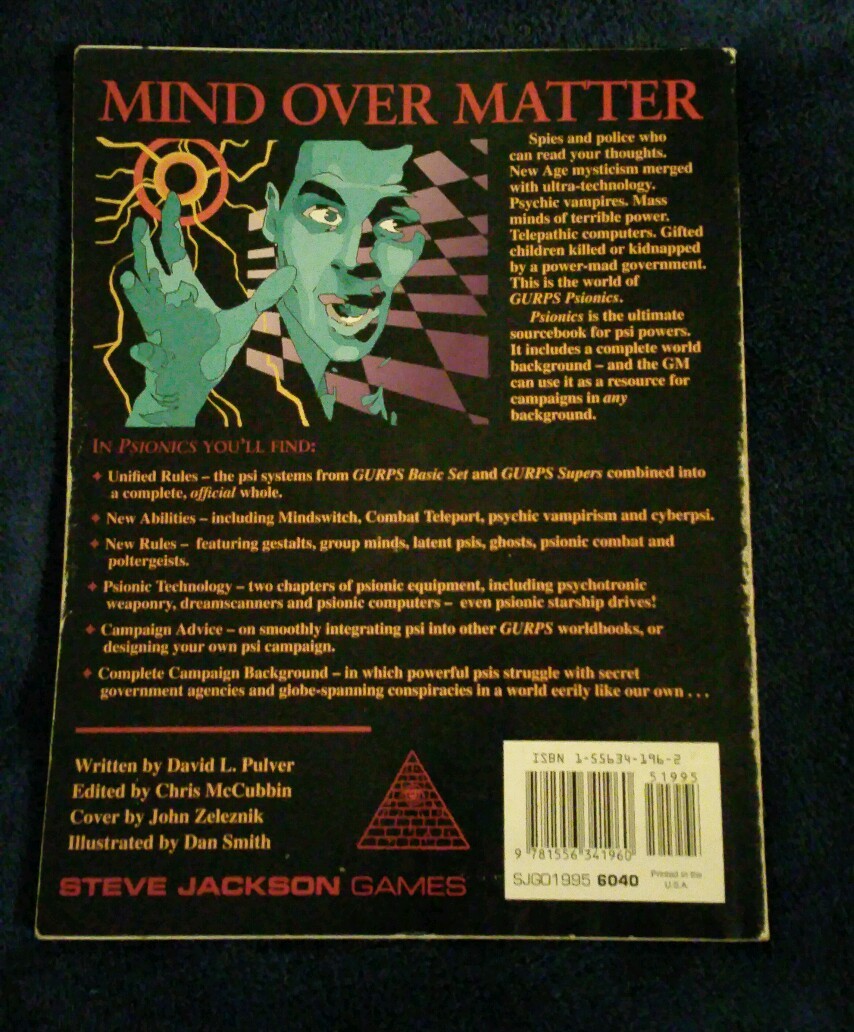 MIND OVER MATTER
Spies and police who
can read your thoughts.
New Age mysticism merged
with ultra-technology.
Psychic vampires. Mass
minds of terrible power.
Telepathic computers. Gifted
children killed or kidnapped
by a power-mad government.
This is the world of
GURPS Psionics.
Psionics is the ultimate
sourcebook for psi powers.
It includes a complete world
background – and the GM
can use it as a resource for
campaigns in any
background.
IN PSIONICS YOU'LL FIND:
♦ Unified Rules – the psi systems from GURPS Basic Set and GURPS Supers combined into
a complete, official whole.
♦ New Abilities – including Mindswitch, Combat Teleport, psychic vampirism and cyberpsi.
♦ New Rules – featuring gestalts, group minds, latent psis, ghosts, psionic combat and
poltergeists.
♦ Psionic Technology – two chapters of psionic equipment, including psychotronic
weaponry, dreamscanners and psionic computers – even psionic starship drives!
♦ Campaign Advice – on smoothly integrating psi into other GURPS worldbooks, or
designing your own psi campaign.
♦ Complete Campaign Background – in which powerful psis struggle with secret
government agencies and globe-spanning conspiracies in a world eerily like our own . . .
Written by David L. Pulver
Edited by Chris McCubbin
Cover by John Zeleznik
Illustrated by Dan Smith
STEVE JACKSON GAMES
ISBN 1-55634-196-2
51995
9 781556 341960
SJG01995 6040
Printed in the
U.S.A.